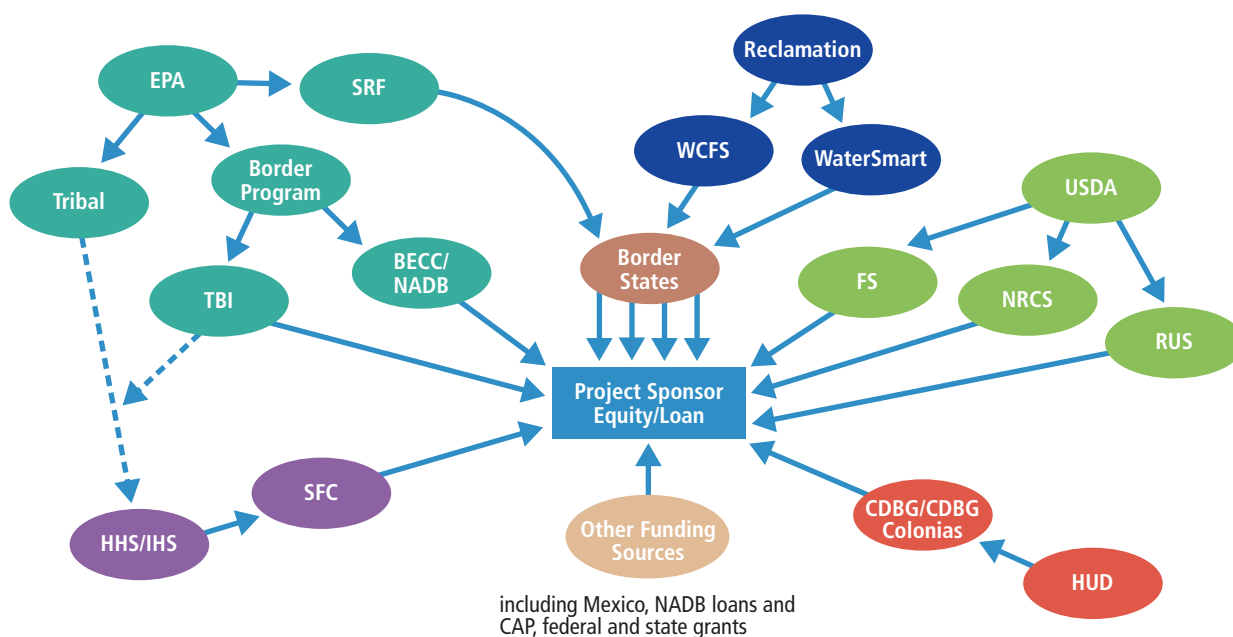 Reclamation
EPA
SRF
WCFS
WaterSmart
Border
Program
Tribal
USDA
BECC/
NADB
Border
States
FS
TBI
NRCS
RUS
Project Sponsor
Equity/Loan
SFC
CDBG/CDBG
Colonias
Other Funding
Sources
HHS/IHS
HUD
including Mexico, NADB loans and
CAP, federal and state grants